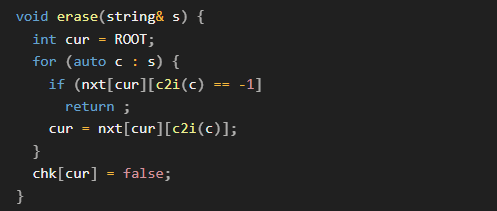 void erase(string& s) {
  int cur = ROOT;
  for (auto c : s) {
    if (nxt[cur][c2i(c) == -1]
      return ;
    cur = nxt[cur][c2i(c)];
  }
  chk[cur] = false;
}